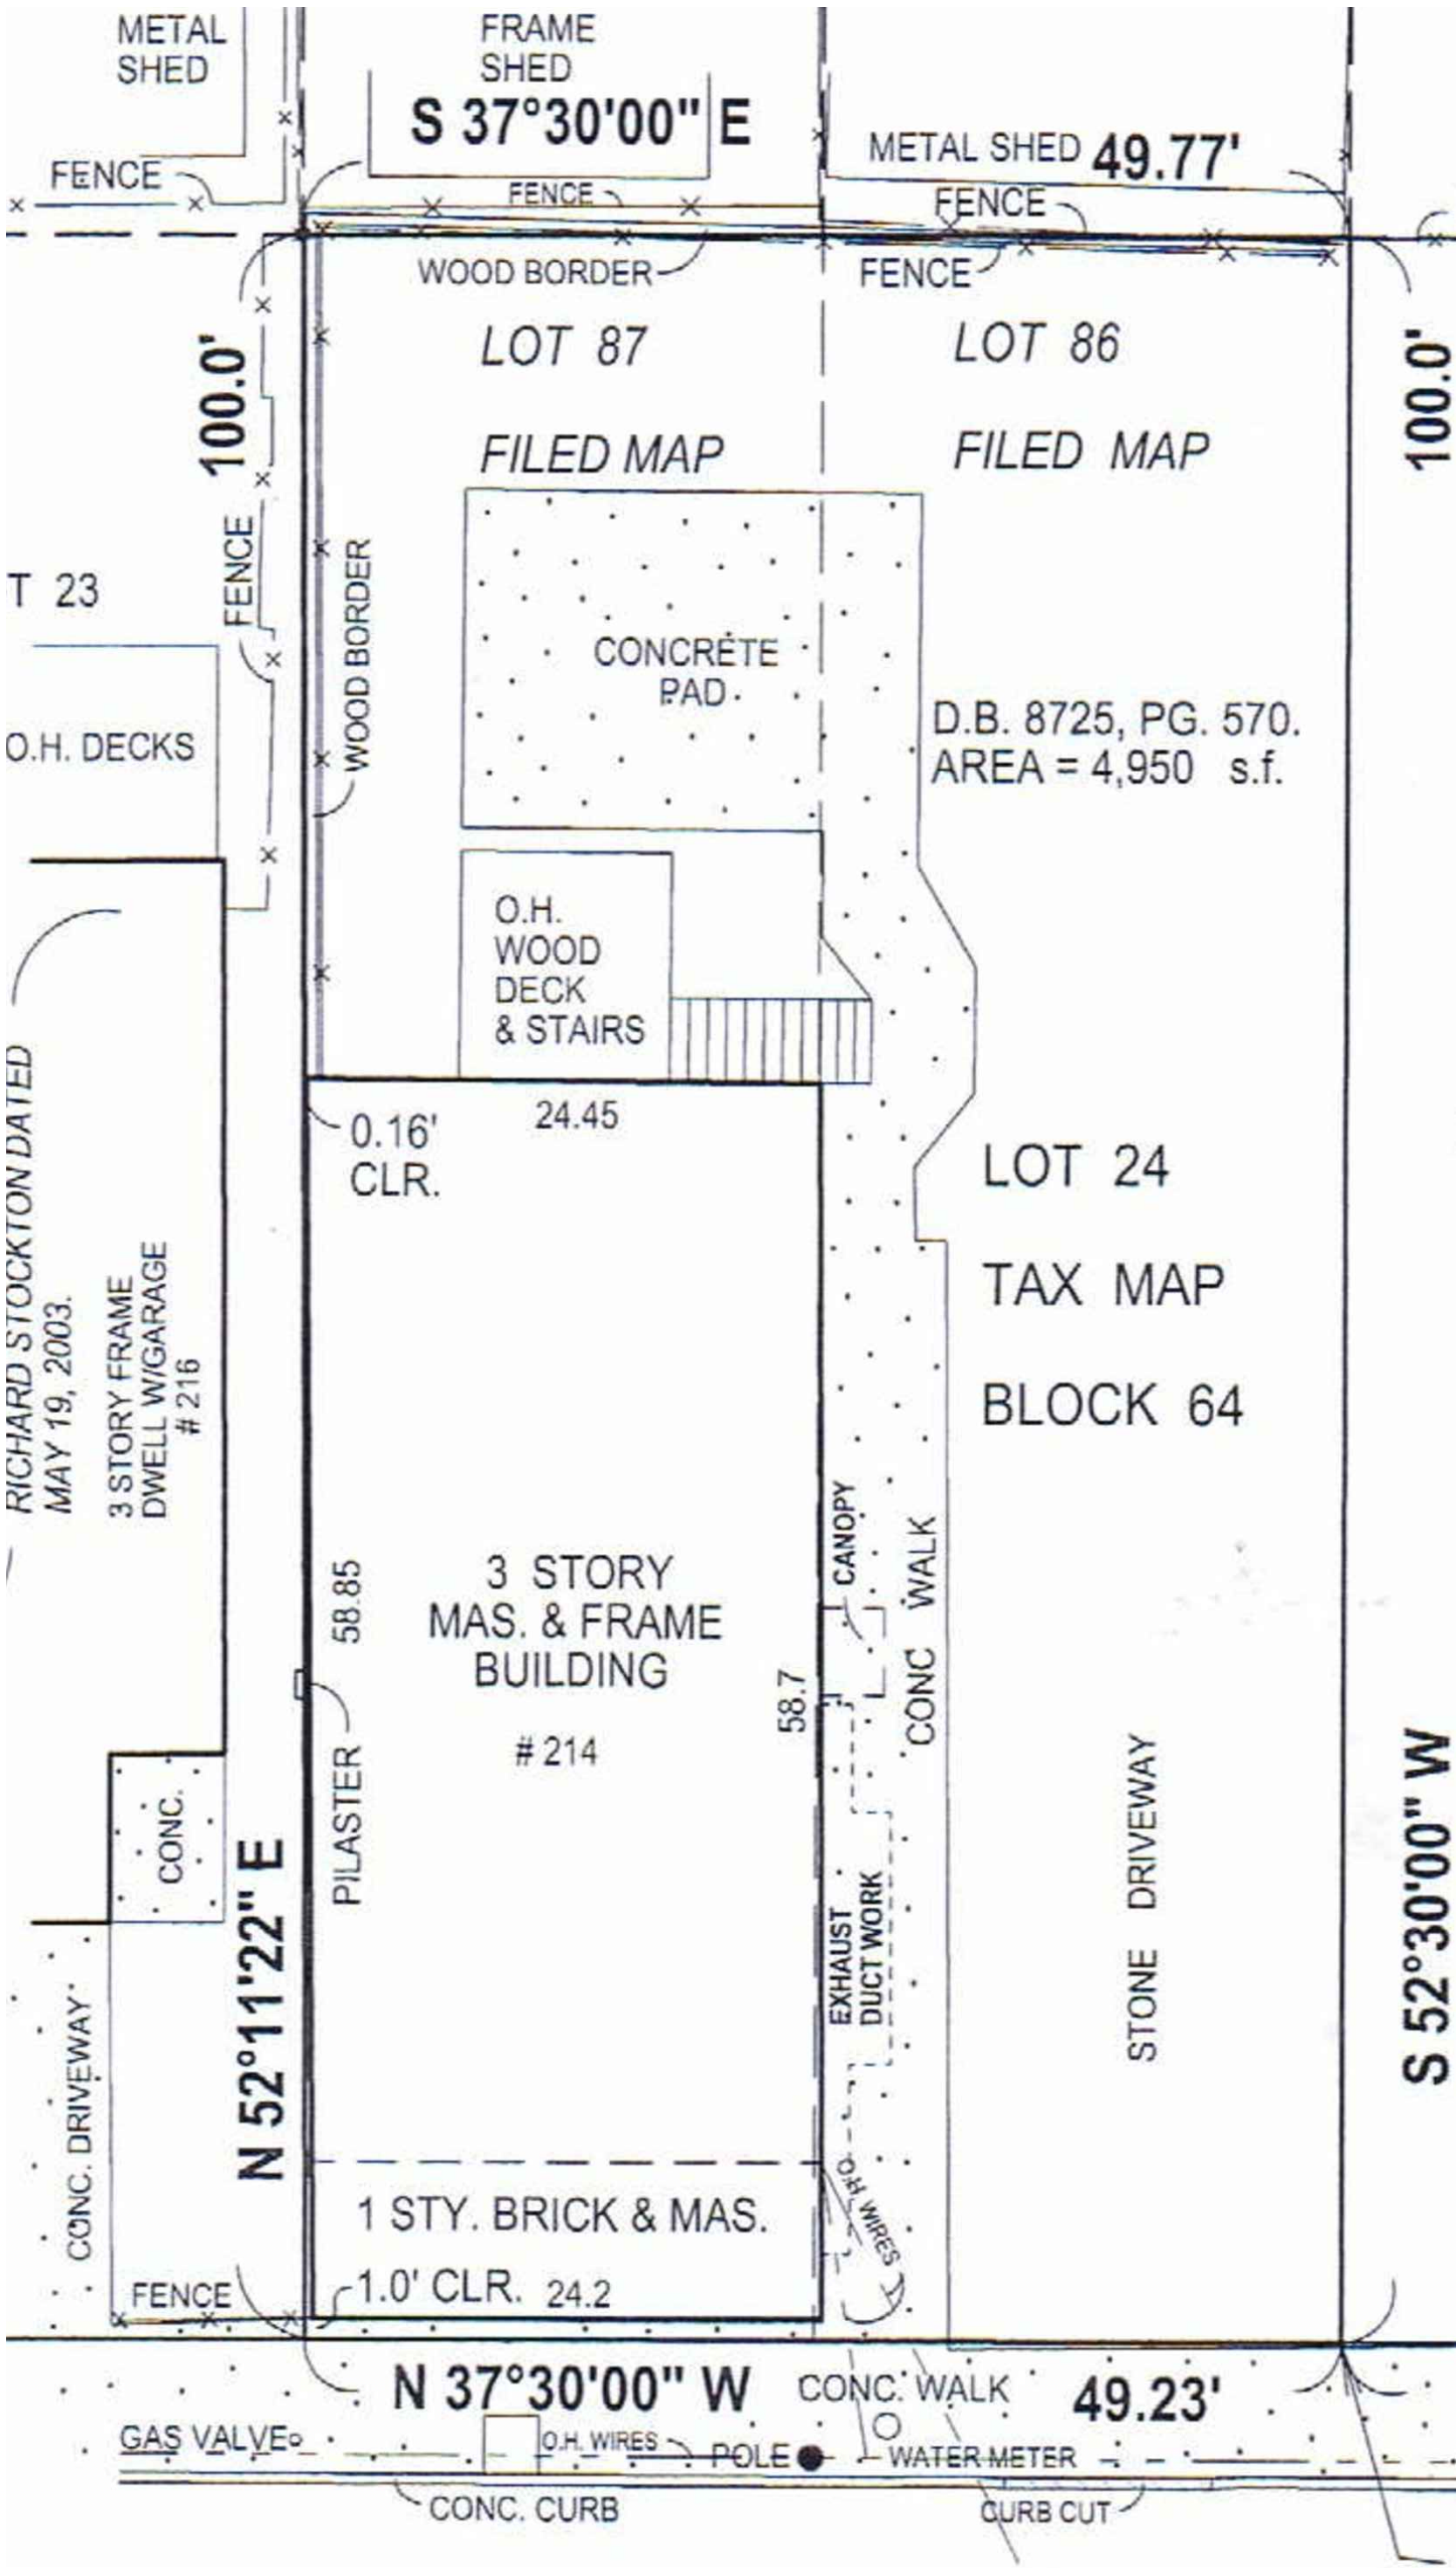 METAL
SHED
FRAME
SHED
S 37°30'00" E
METAL SHED
49.77'
FENCE
FENCE
FENCE
WOOD BORDER
FENCE
100.0'
LOT 87
LOT 86
100.0'
FILED MAP
FILED MAP
FENCE
WOOD BORDER
T 23
CONCRETE
PAD
D.B. 8725, PG. 570.
AREA = 4,950 s.f.
O.H. DECKS
O.H.
WOOD
DECK
& STAIRS
24.45
0.16'
CLR.
LOT 24
TAX MAP
BLOCK 64
RICHARD STOCKTON DATED
MAY 19, 2003.
3 STORY FRAME
DWELL W/GARAGE
# 216
58.85
3 STORY
MAS. & FRAME
BUILDING
# 214
58.7
CANOPY
CONC WALK
PILASTER
CONC.
N 52°11'22" E
EXHAUST
DUCT WORK
STONE DRIVEWAY
S 52°30'00" W
CONC. DRIVEWAY
O.H. WIRES
1 STY. BRICK & MAS.
FENCE
1.0' CLR.
24.2
N 37°30'00" W
CONC. WALK
49.23'
GAS VALVE
O.H. WIRES
POLE
WATER METER
CONC. CURB
CURB CUT